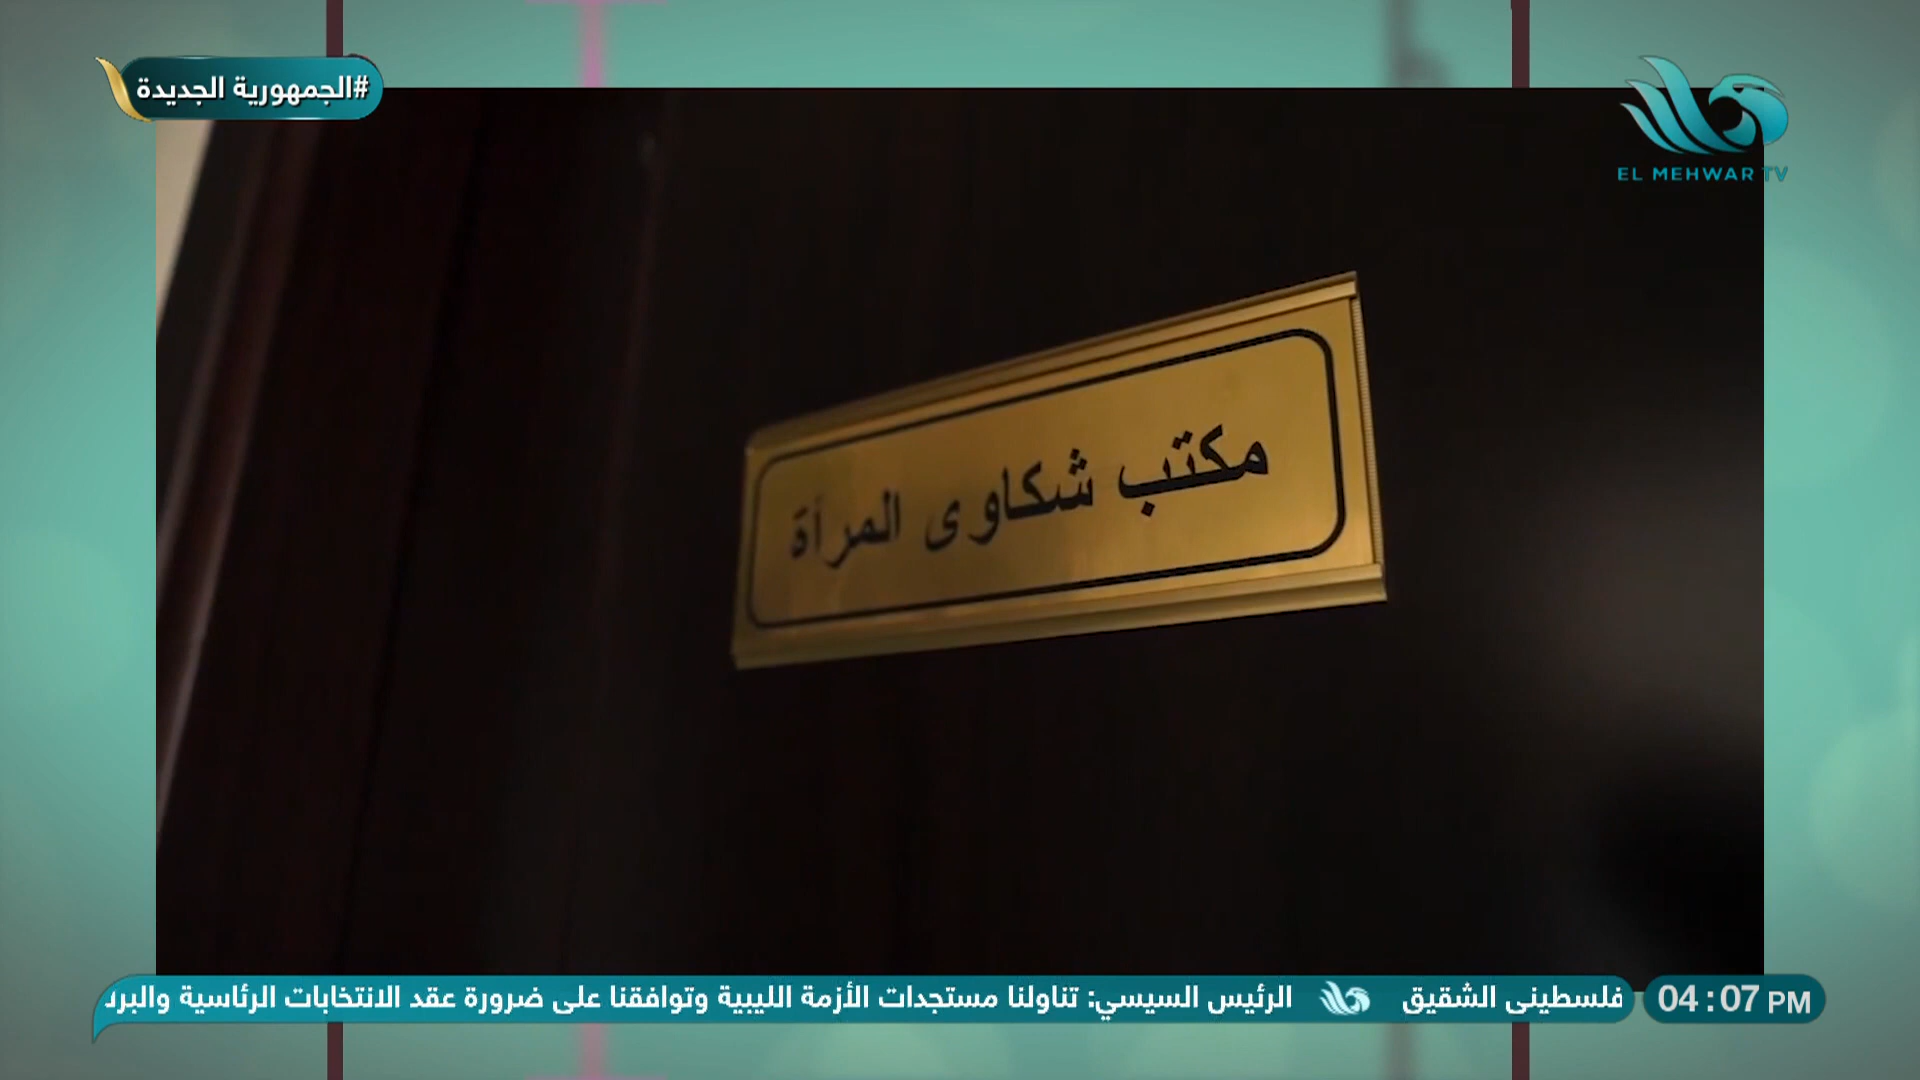 #الجمهورية الجديدة
EL MEHWAR TV
مكتب شكاوى المرأة
فلسطينى الشقيق
الرئيس السيسي: تناولنا مستجدات الأزمة الليبية وتوافقنا على ضرورة عقد الانتخابات الرئاسية
04:07 PM